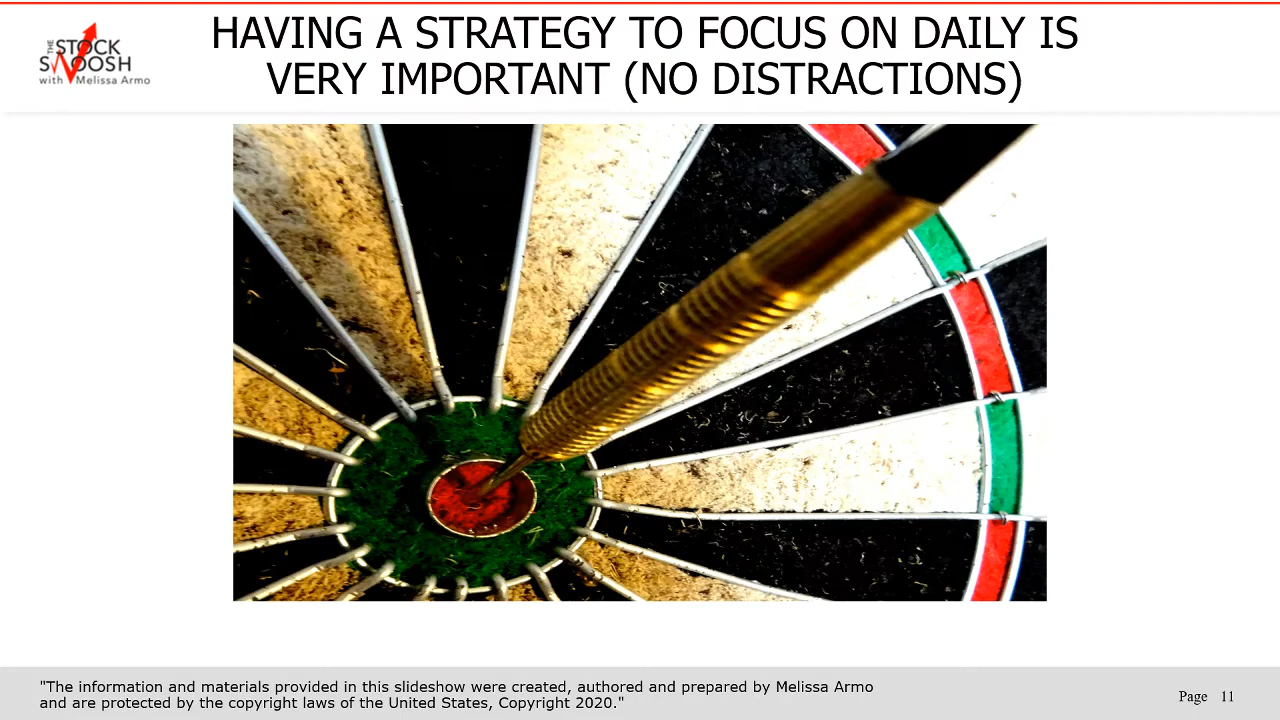 THE
STOCK
SWOOSH
with Melissa Armo
HAVING A STRATEGY TO FOCUS ON DAILY IS
VERY IMPORTANT (NO DISTRACTIONS)
"The information and materials provided in this slideshow were created, authored and prepared by Melissa Armo
and are protected by the copyright laws of the United States, Copyright 2020."
Page 11